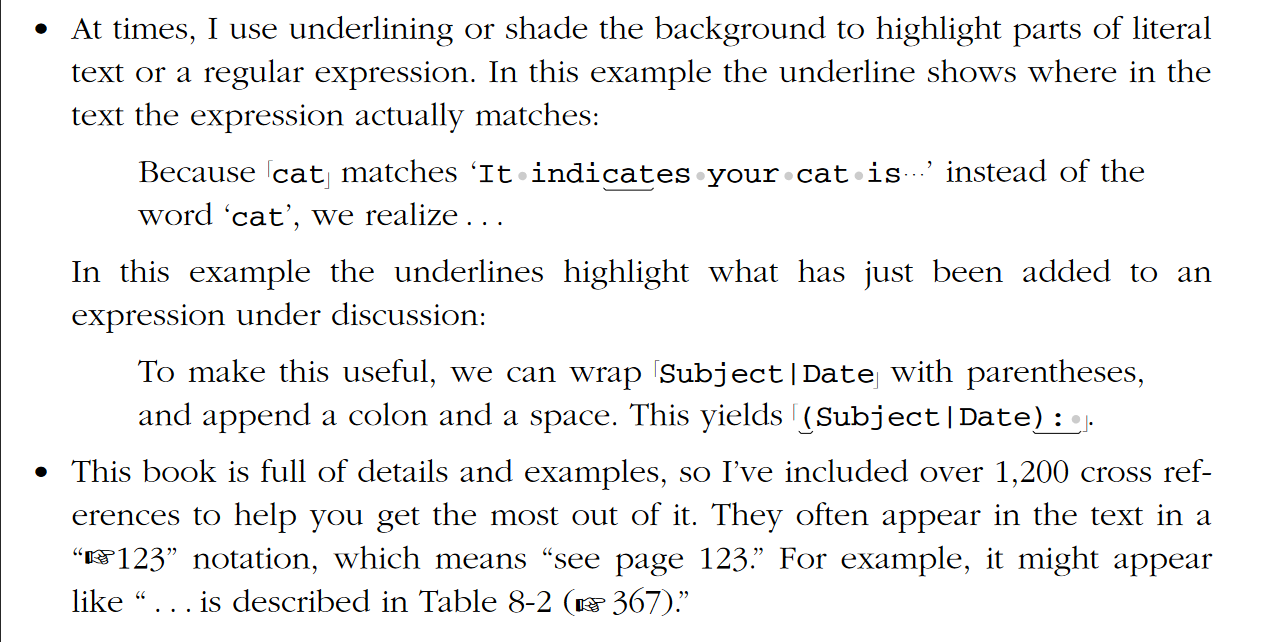 • At times, I use underlining or shade the background to highlight parts of literal
text or a regular expression. In this example the underline shows where in the
text the expression actually matches:
Because ⌈cat⌋ matches ‘It•indicates•your•cat•is···’ instead of the
word ‘cat’, we realize . . .
In this example the underlines highlight what has just been added to an
expression under discussion:
To make this useful, we can wrap ⌈Subject|Date⌋ with parentheses,
and append a colon and a space. This yields ⌈(Subject|Date):•⌋.
• This book is full of details and examples, so I’ve included over 1,200 cross ref-
erences to help you get the most out of it. They often appear in the text in a
“☞123” notation, which means “see page 123.” For example, it might appear
like “ . . . is described in Table 8-2 (☞ 367).”